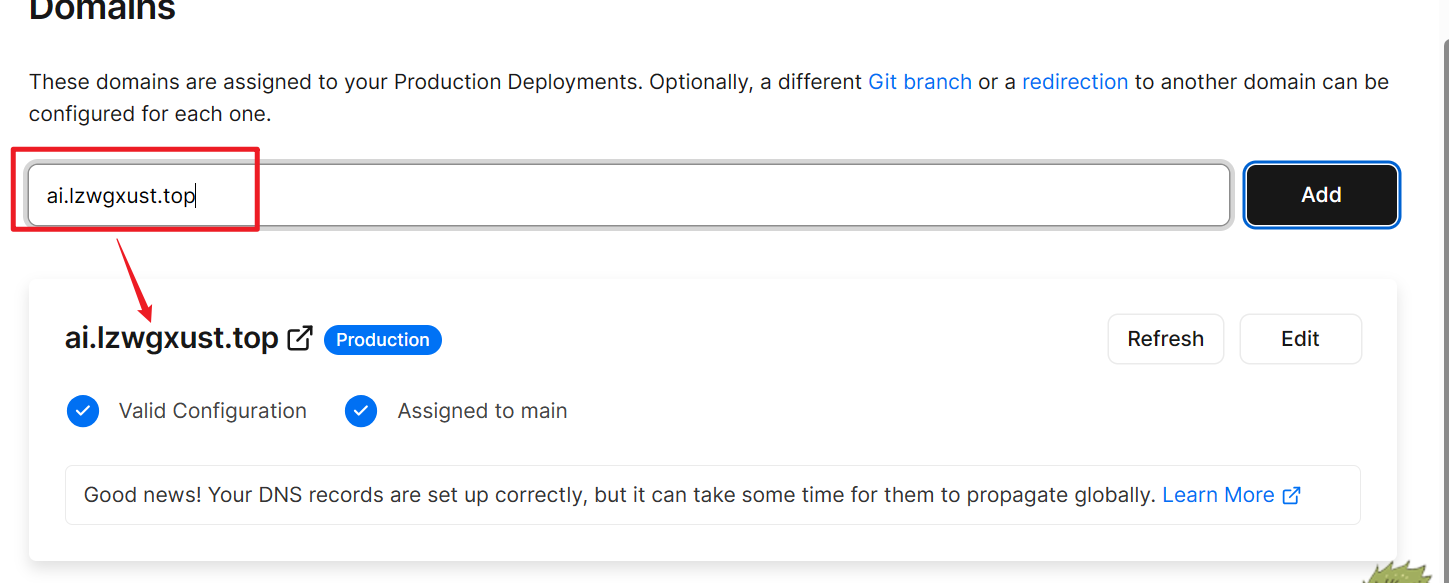 Domains
These domains are assigned to your Production Deployments. Optionally, a different Git branch or a redirection to another domain can be
configured for each one.
ai.lzwgxust.top
Add
ai.lzwgxust.top Production
Refresh
Edit
Valid Configuration
Assigned to main
Good news! Your DNS records are set up correctly, but it can take some time for them to propagate globally. Learn More